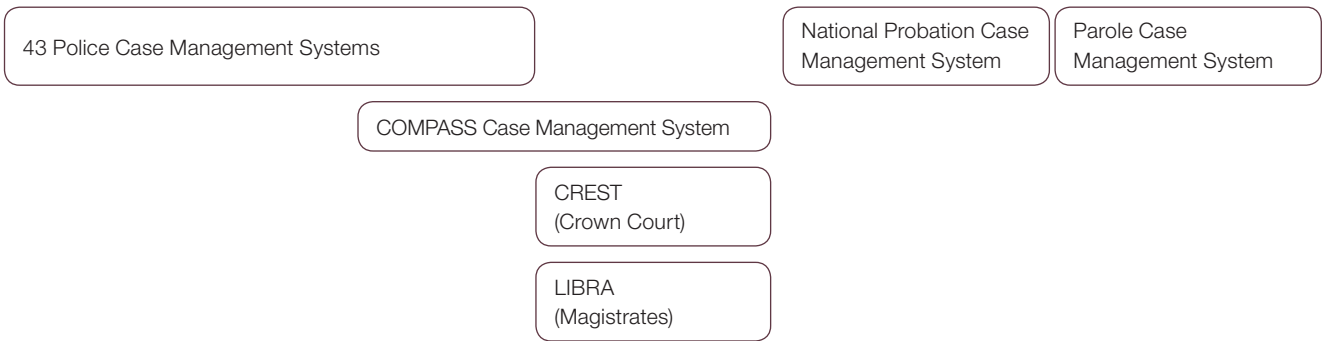 43 Police Case Management Systems
National Probation Case
Management System
Parole Case
Management System
COMPASS Case Management System
CREST
(Crown Court)
LIBRA
(Magistrates)